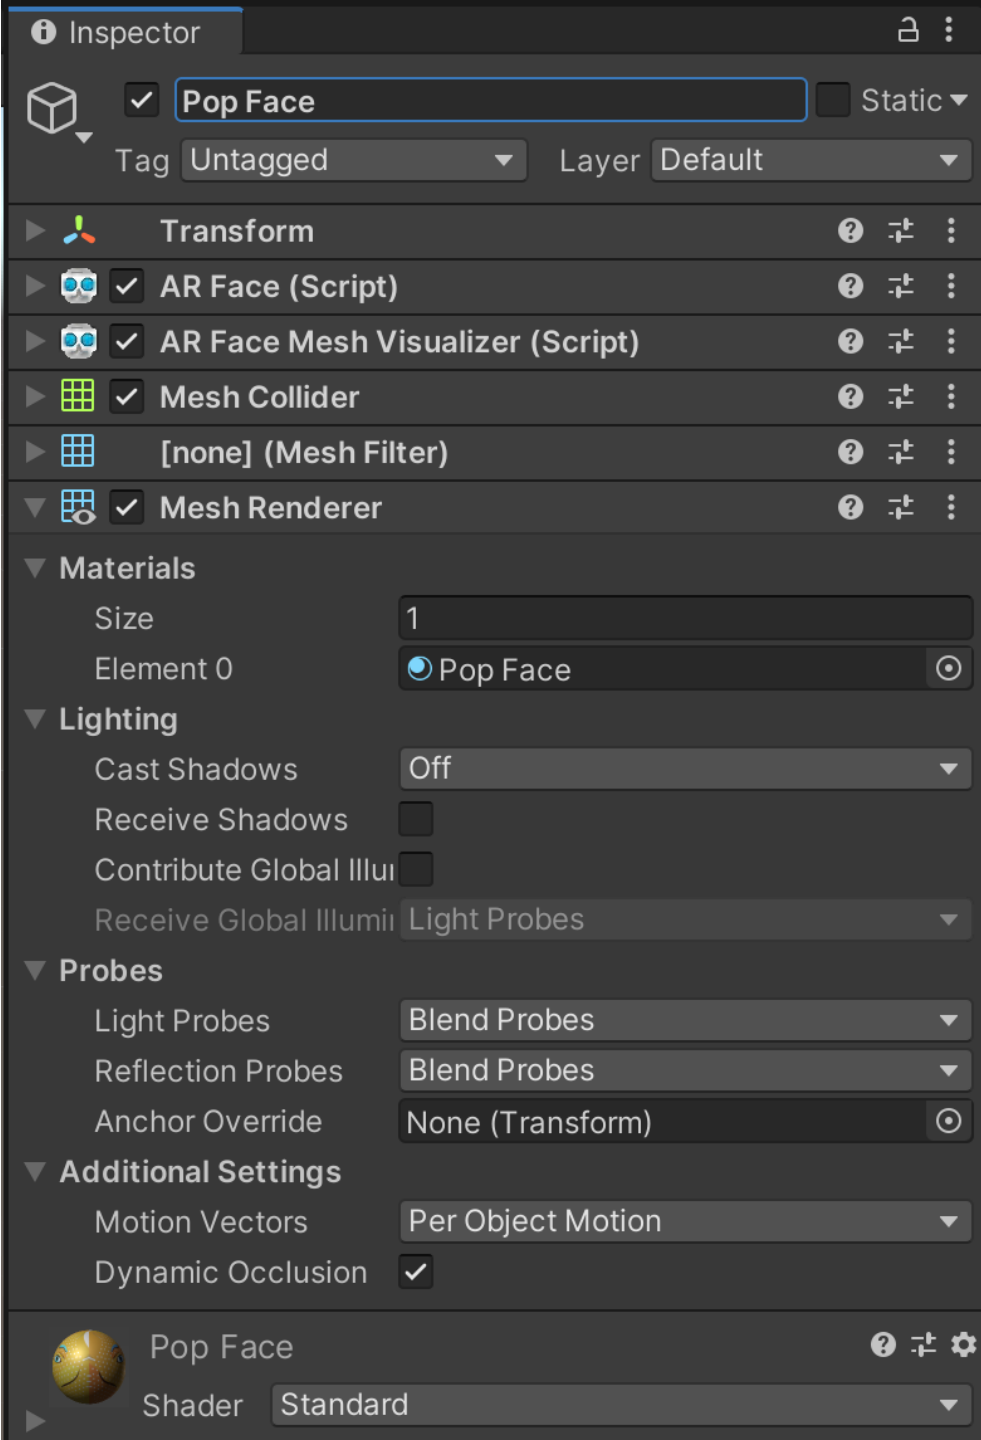 Inspector
Pop Face Static
Tag Untagged Layer Default
Transform
AR Face (Script)
AR Face Mesh Visualizer (Script)
Mesh Collider
[none] (Mesh Filter)
Mesh Renderer
Materials
Size 1
Element 0 Pop Face
Lighting
Cast Shadows Off
Receive Shadows
Contribute Global Illu
Receive Global Illumi Light Probes
Probes
Light Probes Blend Probes
Reflection Probes Blend Probes
Anchor Override None (Transform)
Additional Settings
Motion Vectors Per Object Motion
Dynamic Occlusion
Pop Face
Shader Standard